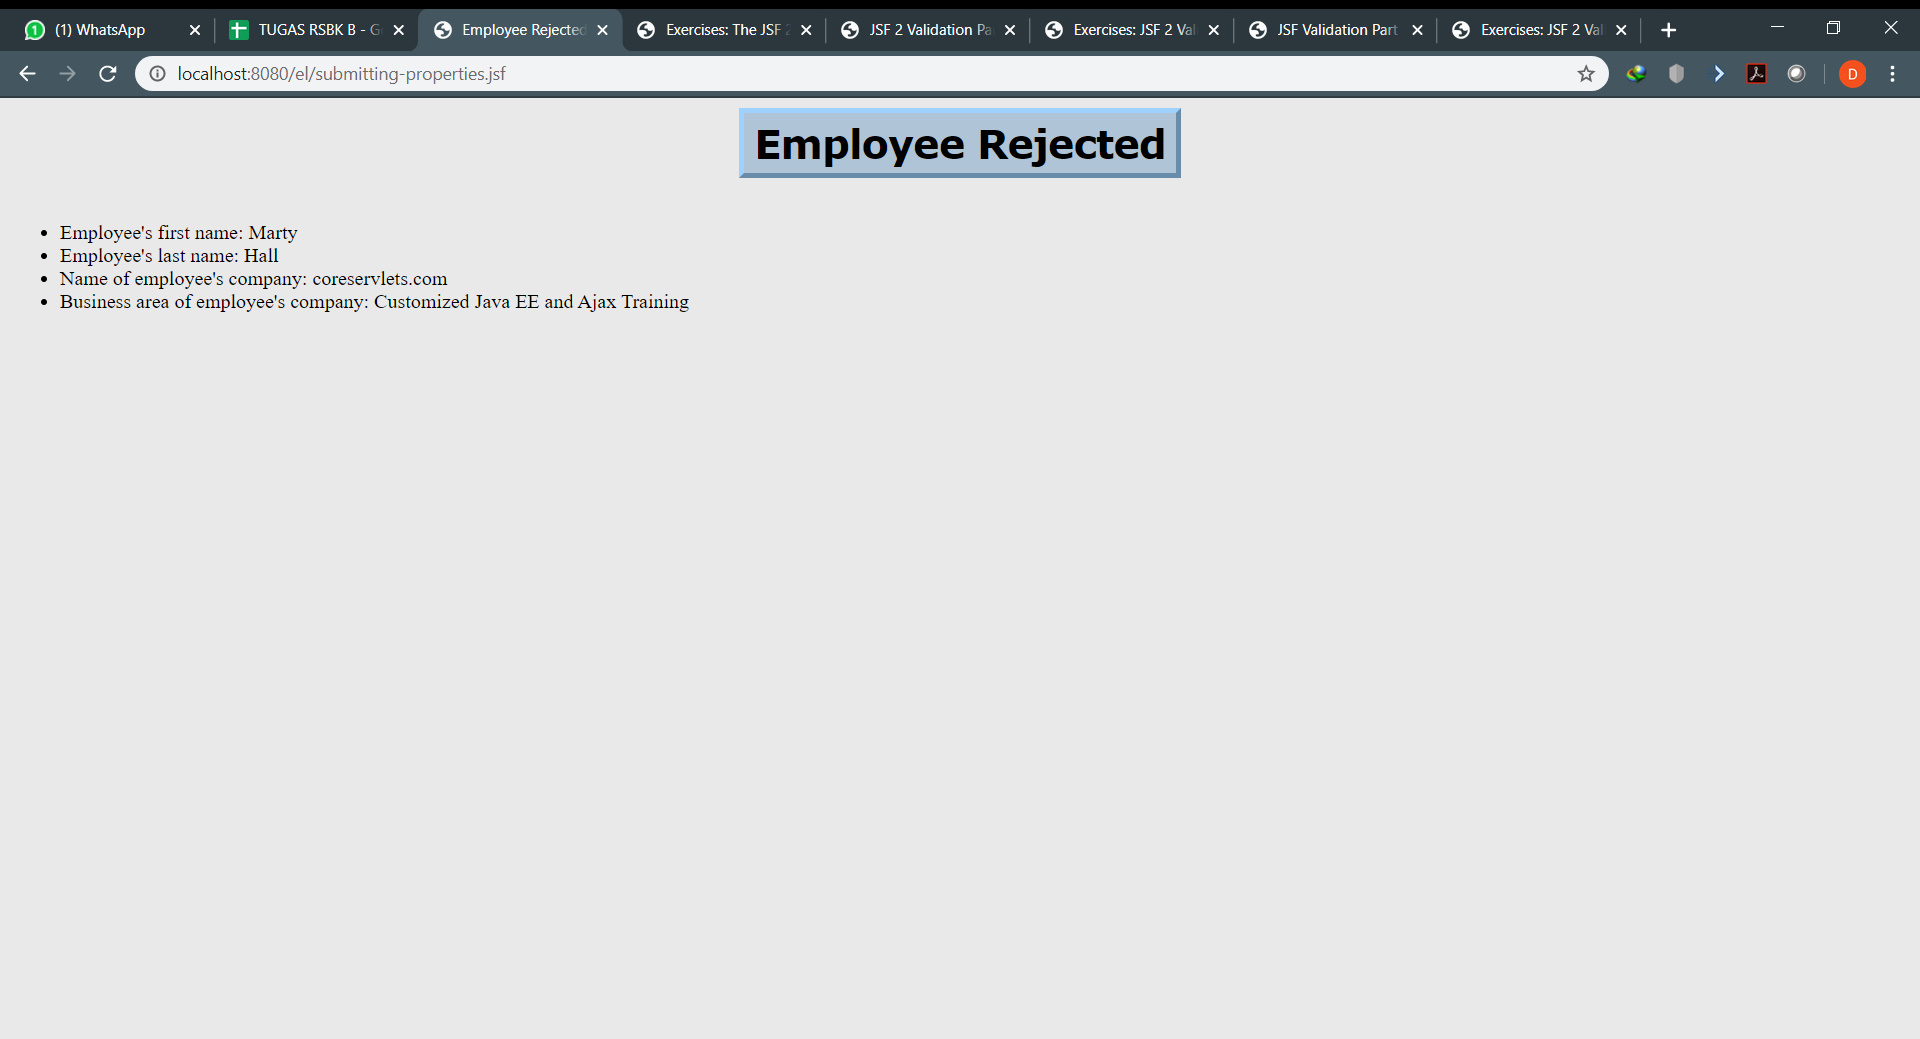 (1) WhatsApp
TUGAS RSBK B - G
Employee Rejected
Exercises: The JSF 2
JSF 2 Validation Pa
Exercises: JSF 2 Val
JSF Validation Part
Exercises: JSF 2 Val
localhost:8080/el/submitting-properties.jsf
D
Employee Rejected
• Employee's first name: Marty
• Employee's last name: Hall
• Name of employee's company: coreservlets.com
• Business area of employee's company: Customized Java EE and Ajax Training